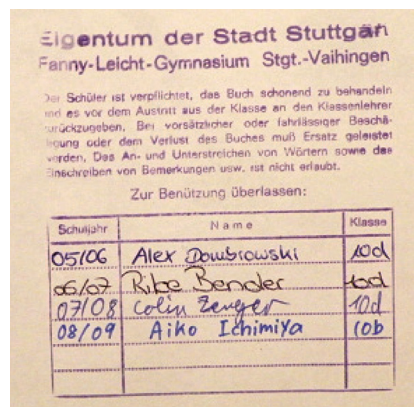 Eigentum der Stadt Stuttgar
Fanny-Leicht-Gymnasium Stgt.-Vaihingen
Der Schüler ist verpflichtet, das Buch schonend zu behandeln
und es vor dem Austritt aus der Klasse an den Klassenlehrer
zurückzugeben. Bei vorsätzlicher oder fahrlässiger Beschä-
digung oder dem Verlust des Buches muß Ersatz geleistet
werden. Das An- und Unterstreichen von Wörtern sowie das
Einschreiben von Bemerkungen usw. ist nicht erlaubt.
Zur Benützung überlassen:
Schuljahr Name Klasse
05/06 Alex Dombrowski 10d
06/07 Rike Bender 10d
07/08 Colin Zenger 10d
08/09 Aiko Ichimiya 10b